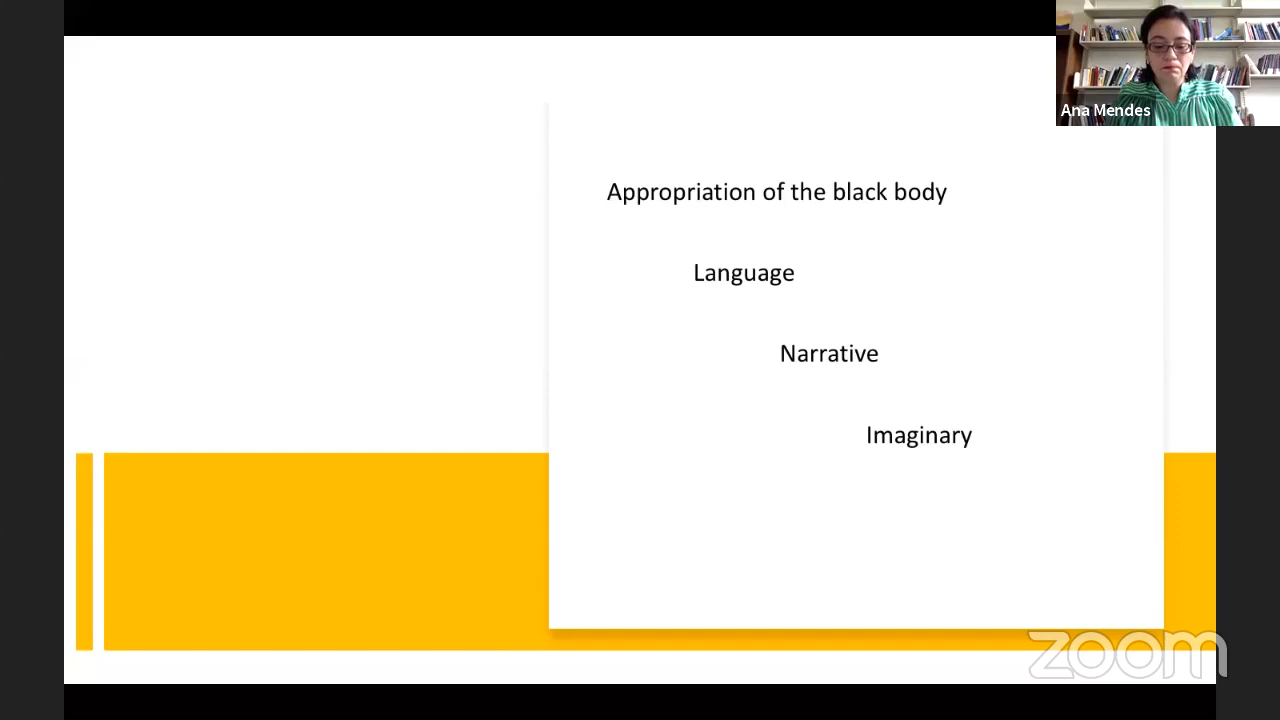 Ana Mendes
Appropriation of the black body
Language
Narrative
Imaginary
zoom